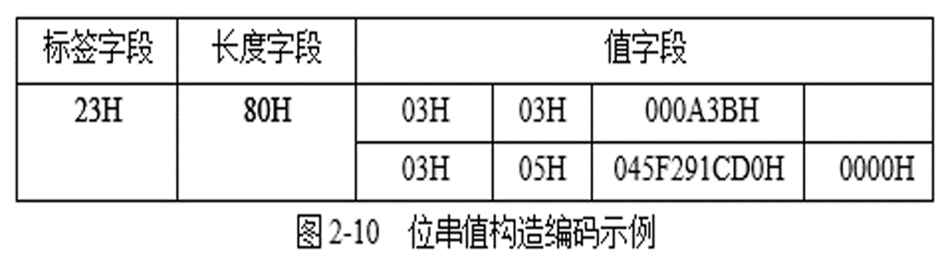 标签字段 长度字段 值字段
23H 80H 03H 03H 000A3BH
03H 05H 045F291CD0H 0000H
图 2-10 位串值构造编码示例